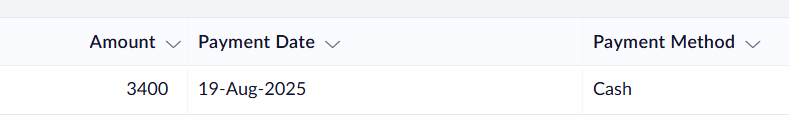 Amount Payment Date Payment Method
3400 19-Aug-2025 Cash